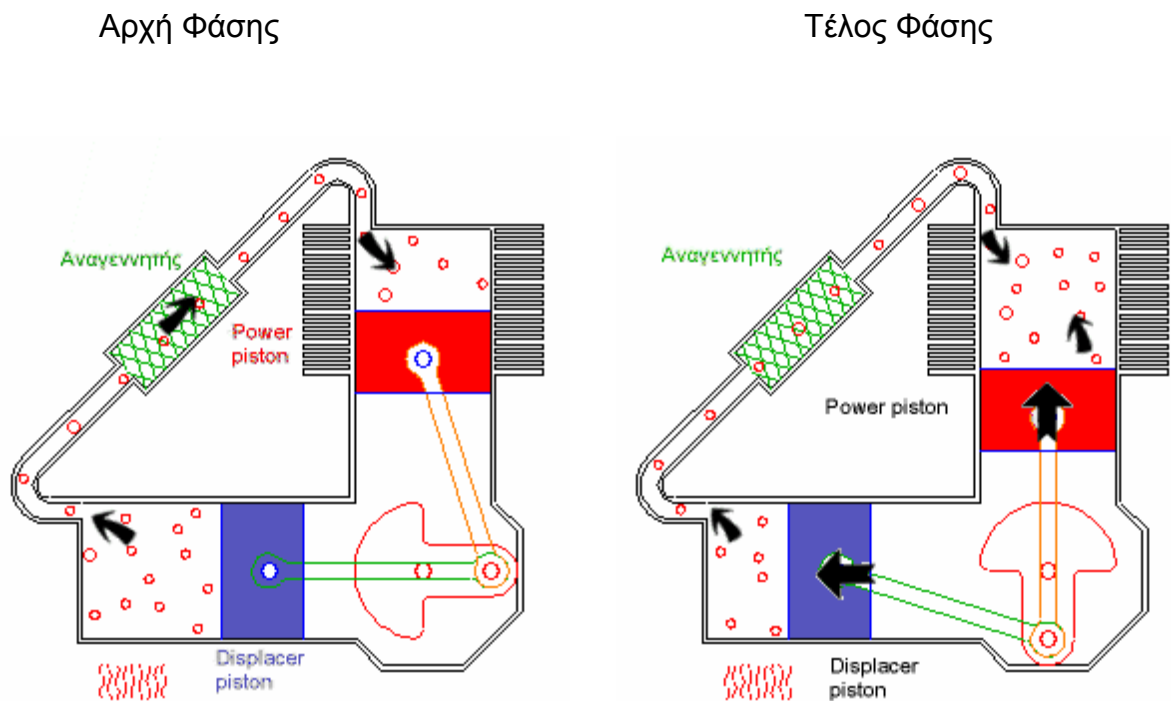 Αρχή Φάσης
Τέλος Φάσης
Αναγεννητής
Power
piston
Displacer
piston
Αναγεννητής
Power piston
Displacer
piston